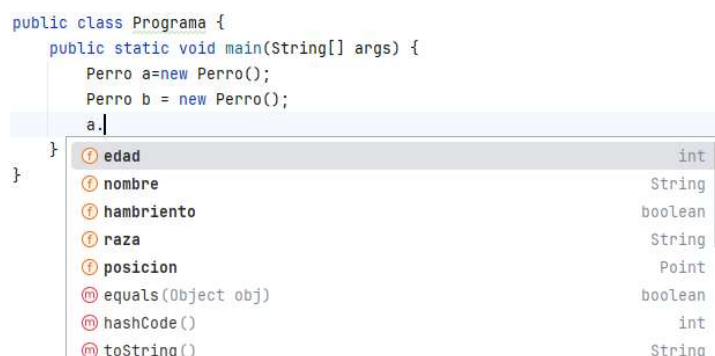 public class Programa {
public static void main(String[] args) {
Perro a=new Perro();
Perro b = new Perro();
a.
}
}
f edad int
f nombre String
f hambriento boolean
f raza String
f posicion Point
m equals(Object obj) boolean
m hashCode() int
m toString() String